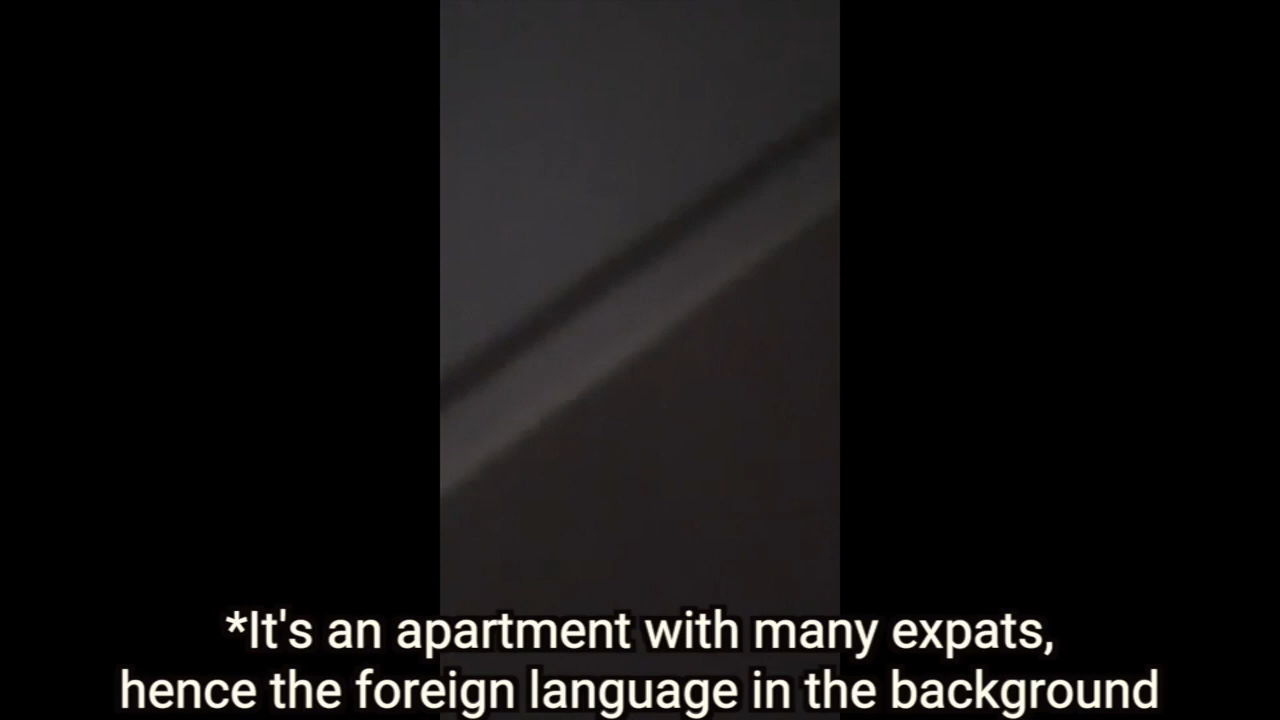 *It's an apartment with many expats,
hence the foreign language in the background